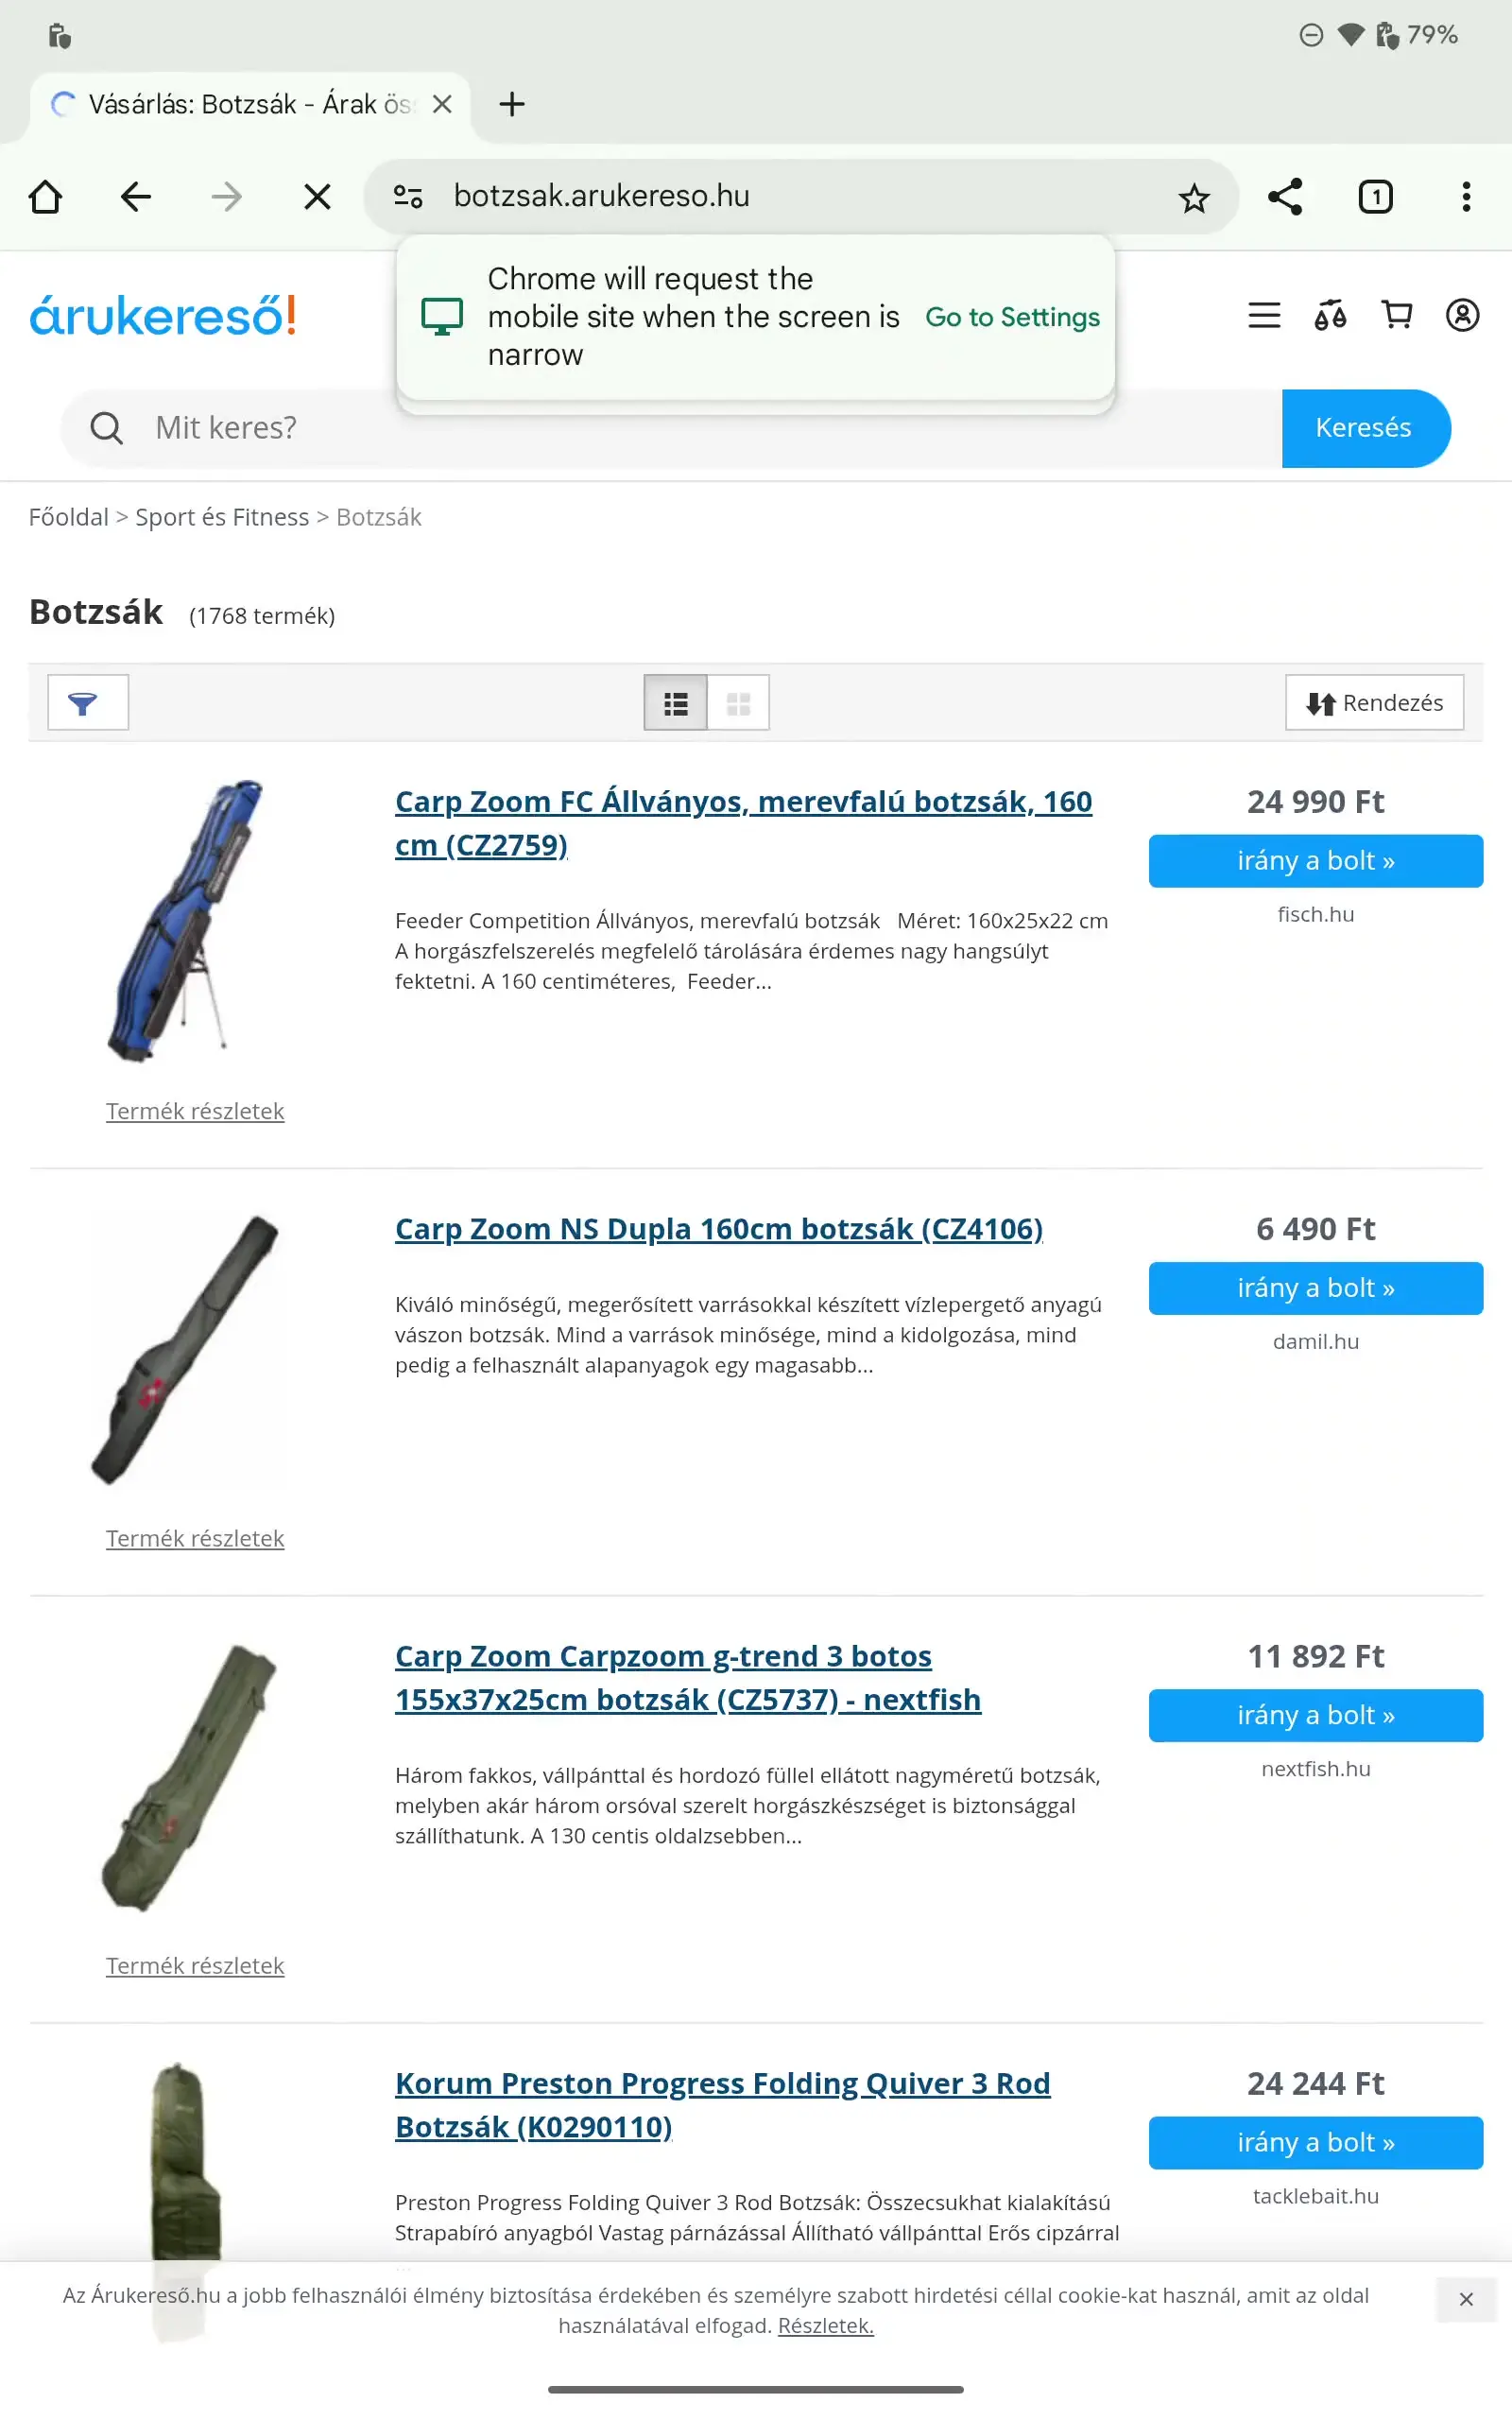 79%
Vásárlás: Botzsák - Árak ös
botzsak.arukereso.hu
1
Chrome will request the
mobile site when the screen is
narrow
Go to Settings
árukereső!
Mit keres?
Keresés
Főoldal > Sport és Fitness > Botzsák
Botzsák (1768 termék)
Rendezés
Carp Zoom FC Állványos, merevfalú botzsák, 160
cm (CZ2759)
24 990 Ft
irány a bolt »
fisch.hu
Feeder Competition Állványos, merevfalú botzsák Méret: 160x25x22 cm
A horgászfelszerelés megfelelő tárolására érdemes nagy hangsúlyt
fektetni. A 160 centiméteres, Feeder...
Termék részletek
Carp Zoom NS Dupla 160cm botzsák (CZ4106)
6 490 Ft
irány a bolt »
damil.hu
Kiváló minőségű, megerősített varrásokkal készített vízlepergető anyagú
vászon botzsák. Mind a varrások minősége, mind a kidolgozása, mind
pedig a felhasznált alapanyagok egy magasabb...
Termék részletek
Carp Zoom Carpzoom g-trend 3 botos
155x37x25cm botzsák (CZ5737) - nextfish
11 892 Ft
irány a bolt »
nextfish.hu
Három fakkos, vállpánttal és hordozó füllel ellátott nagyméretű botzsák,
melyben akár három orsóval szerelt horgászkészséget is biztonsággal
szállíthatunk. A 130 centis oldalzsebben...
Termék részletek
Korum Preston Progress Folding Quiver 3 Rod
Botzsák (K0290110)
24 244 Ft
irány a bolt »
tacklebait.hu
Preston Progress Folding Quiver 3 Rod Botzsák: Összecsukhat kialakítású
Strapabíró anyagból Vastag párnázással Állítható vállpánttal Erős cipzárral
...
Az Árukereső.hu a jobb felhasználói élmény biztosítása érdekében és személyre szabott hirdetési céllal cookie-kat használ, amit az oldal
használatával elfogad. Részletek.